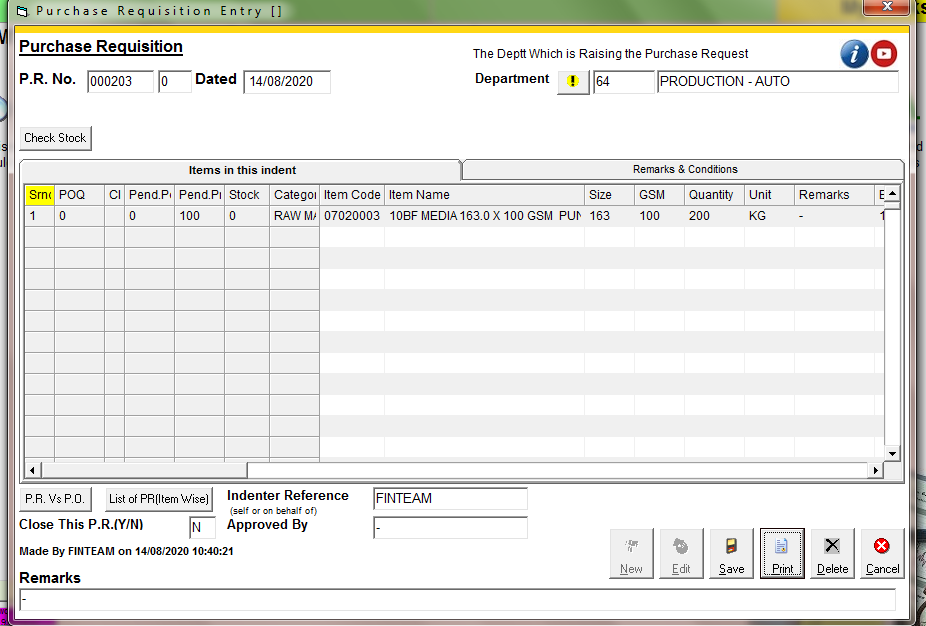 Purchase Requisition Entry []
Purchase Requisition
The Deptt Which is Raising the Purchase Request
P.R. No. 000203 0 Dated 14/08/2020 Department 64 PRODUCTION - AUTO
Check Stock
Items in this indent Remarks & Conditions
Srno POQ Cl Pend.P Pend.P Stock Categor Item Code Item Name Size GSM Quantity Unit Remarks E
1 0 0 100 0 RAW MA 07020003 10BF MEDIA 163.0 X 100 GSM PUN 163 100 200 KG - 1
P.R. Vs P.O. List of PR(Item Wise) Indenter Reference FINTEAM
(self or on behalf of)
Close This P.R.(Y/N) N Approved By -
Made By FINTEAM on 14/08/2020 10:40:21
New Edit Save Print Delete Cancel
Remarks
-